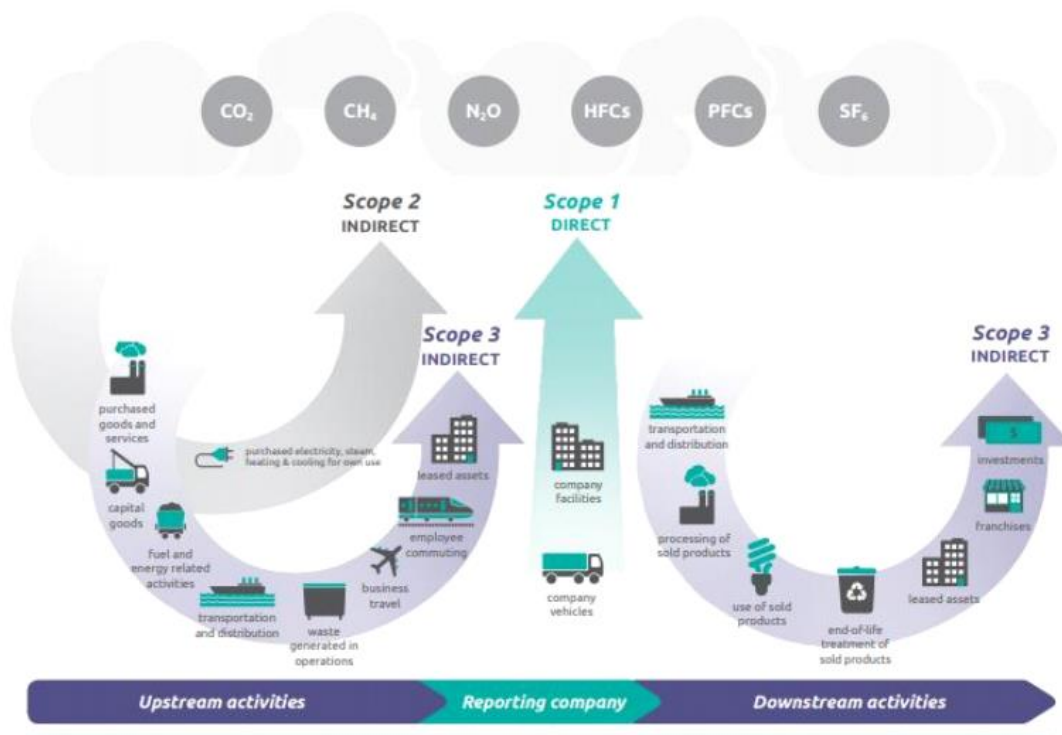 CO₂
CH₄
N₂O
HFCs
PFCs
SF₆
Scope 2
INDIRECT
Scope 1
DIRECT
Scope 3
INDIRECT
Scope 3
INDIRECT
purchased
goods and
services
purchased electricity, steam,
heating & cooling for own use
capital
goods
fuel and
energy related
activities
transportation
and distribution
waste
generated in
operations
business
travel
employee
commuting
leased assets
company
facilities
company
vehicles
transportation
and distribution
processing of
sold products
use of sold
products
end-of-life
treatment of
sold products
leased assets
franchises
investments
$
Upstream activities
Reporting company
Downstream activities